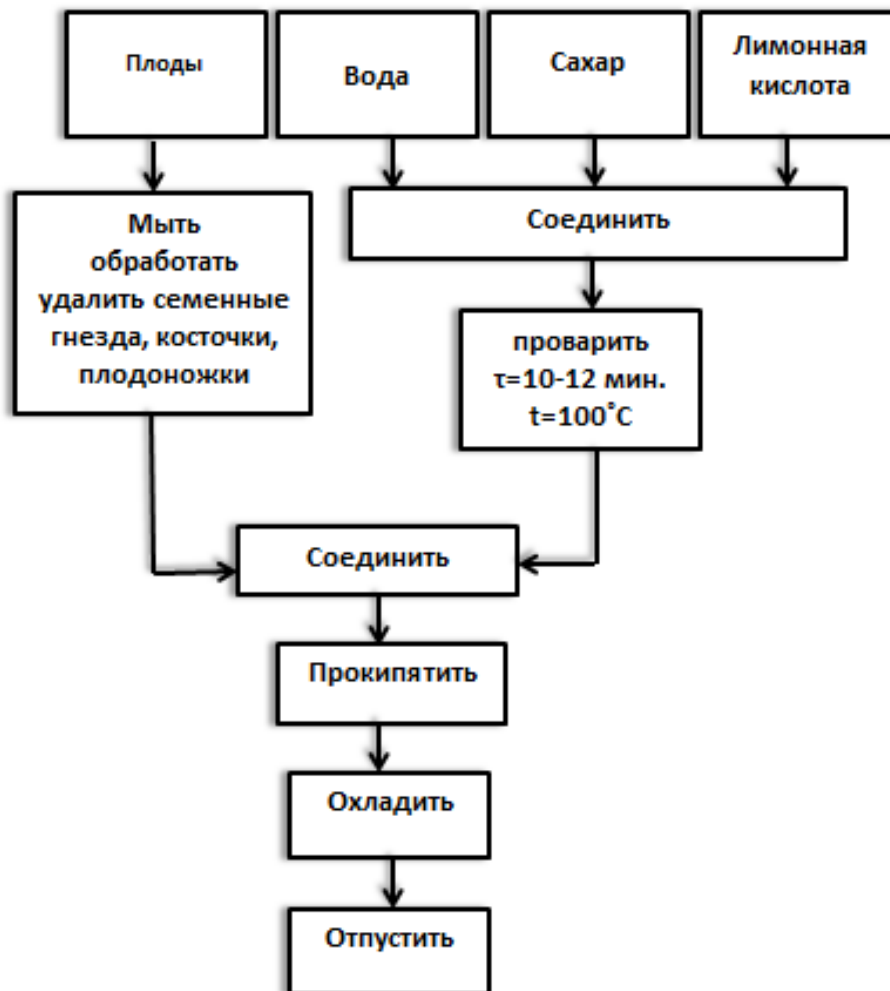 Плоды
Вода
Сахар
Лимонная
кислота
Мыть
обработать
удалить семенные
гнезда, косточки,
плодоножки
Соединить
проварить
τ=10-12 мин.
t=100˚С
Соединить
Прокипятить
Охладить
Отпустить